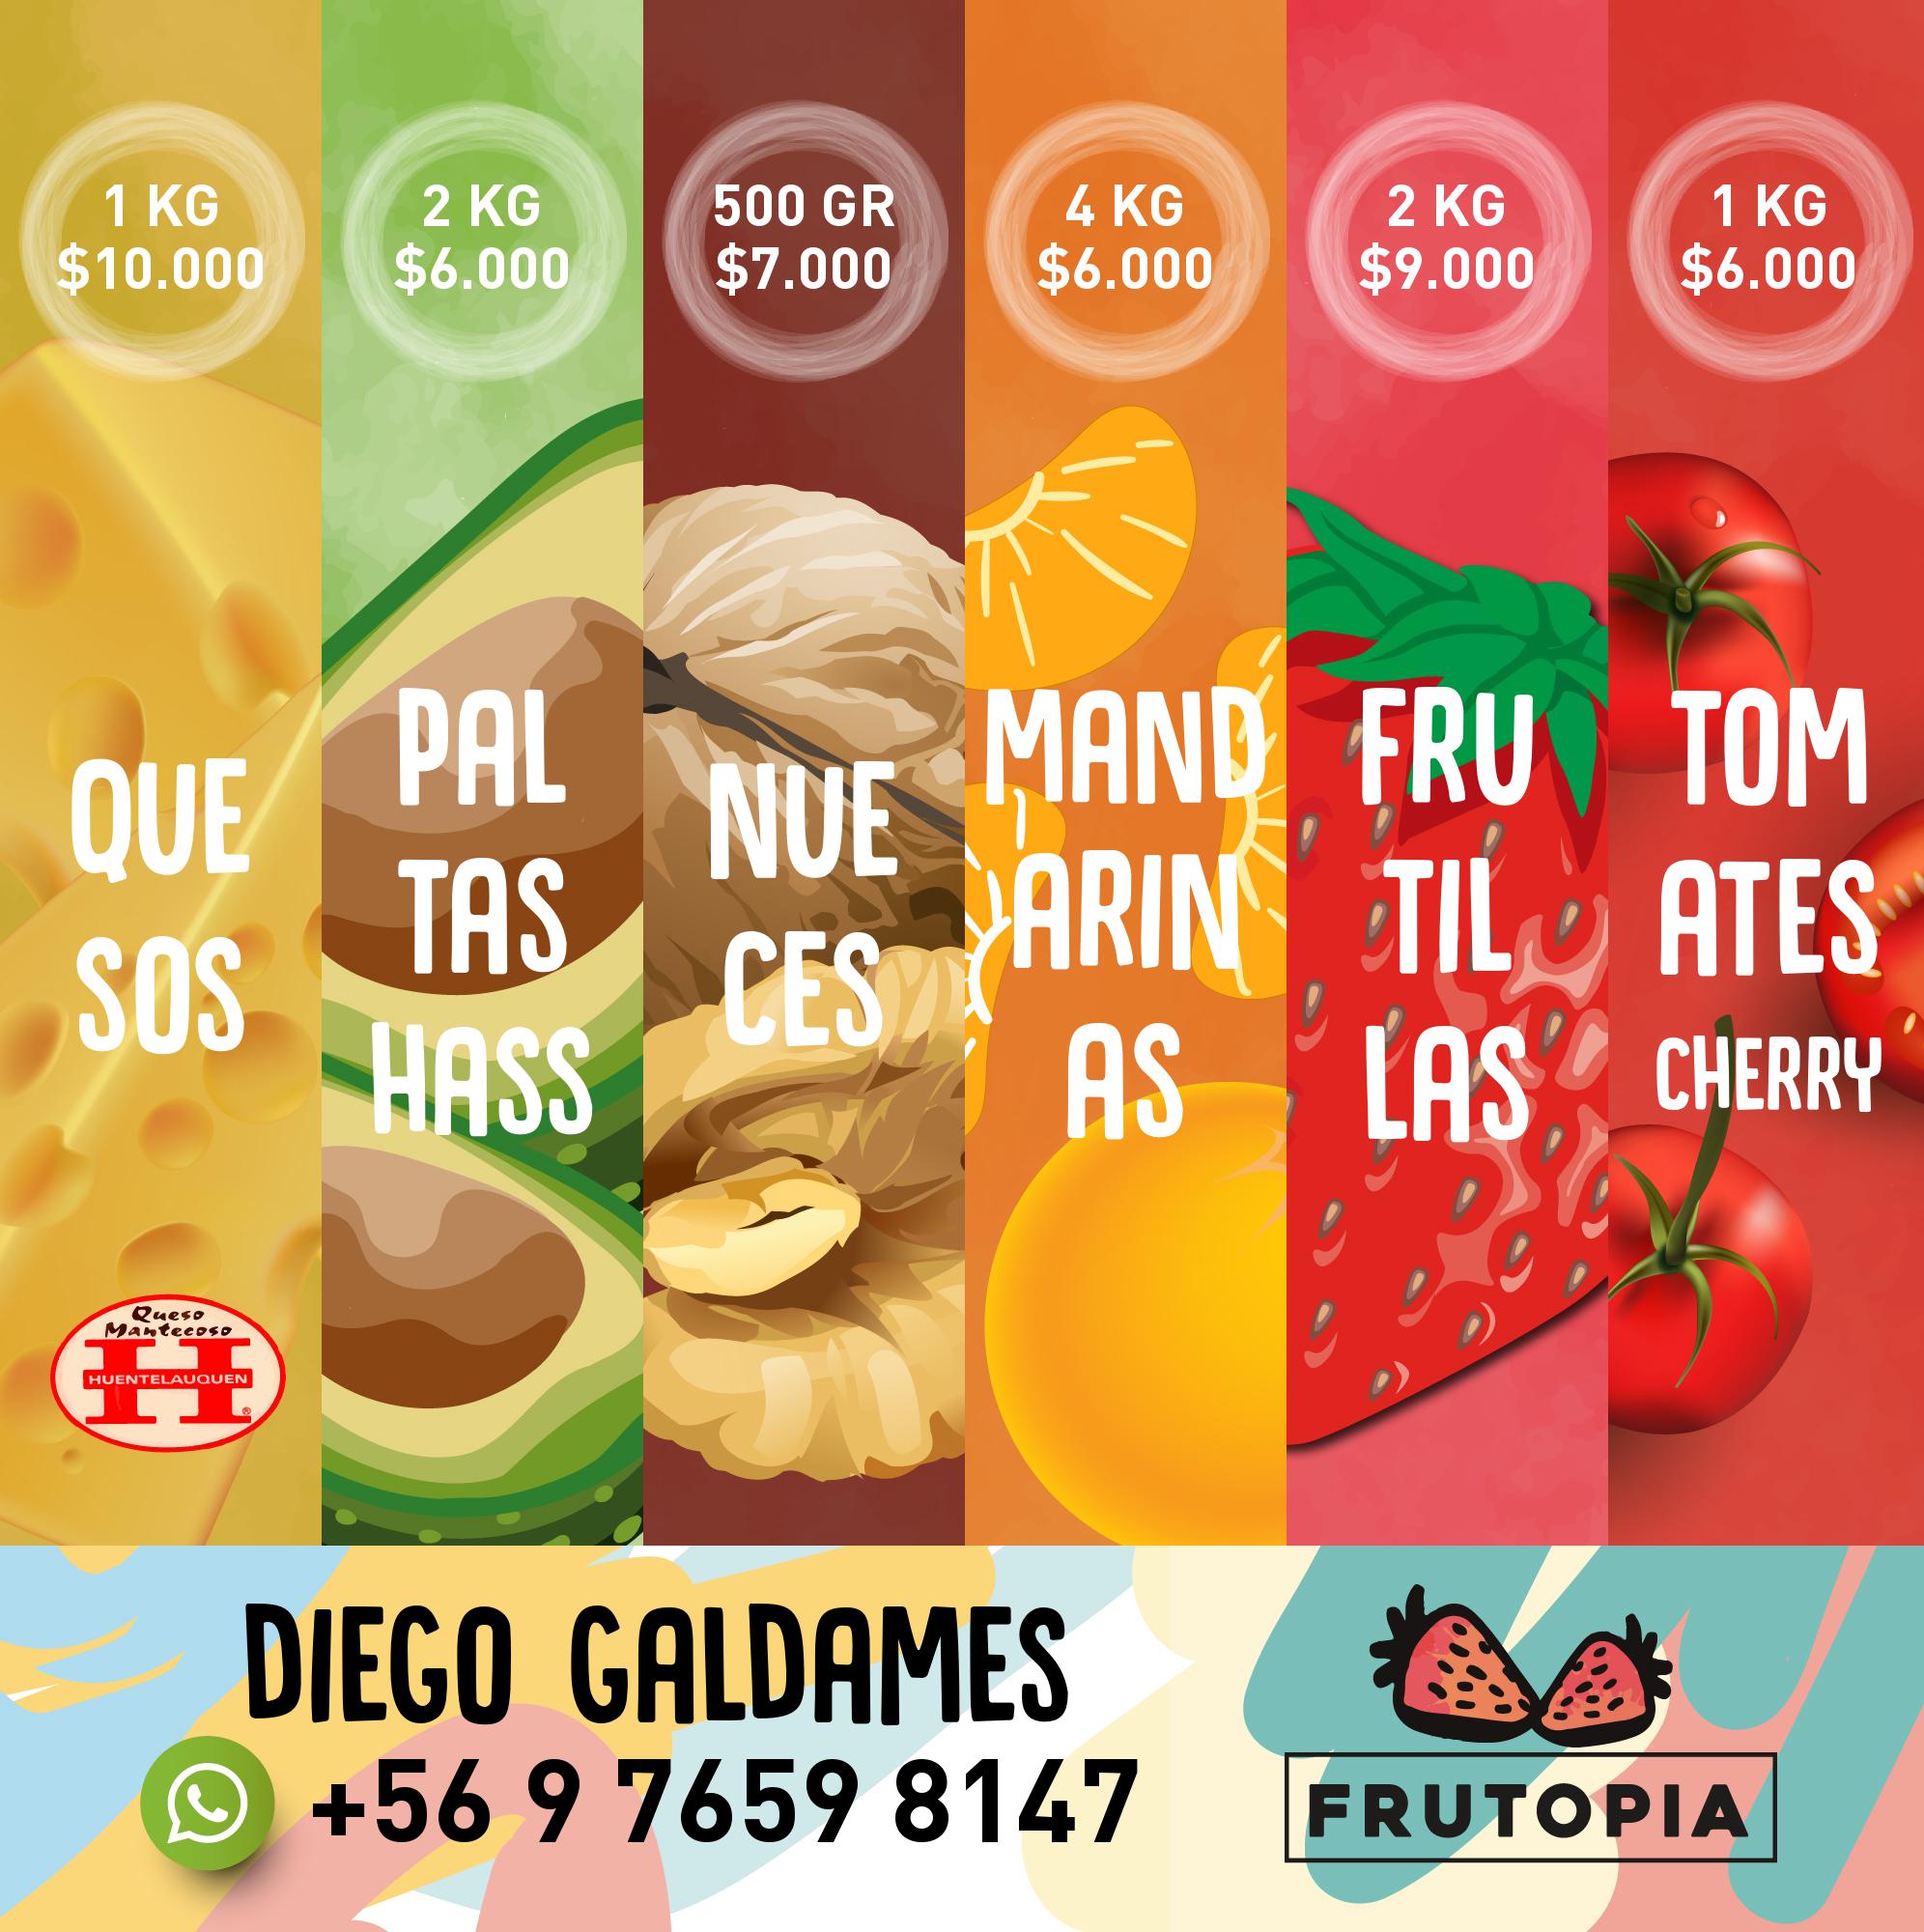 1 KG
$10.000
QUE
SOS
Queso
Mantecoso
H
HUENTELAUQUEN
®
2 KG
$6.000
PAL
TAS
HASS
500 GR
$7.000
NUE
CES
4 KG
$6.000
MAND
ARIN
AS
2 KG
$9.000
FRU
TIL
LAS
1 KG
$6.000
TOM
ATES
CHERRY
DIEGO GALDAMES
+56 9 7659 8147
FRUTOPIA